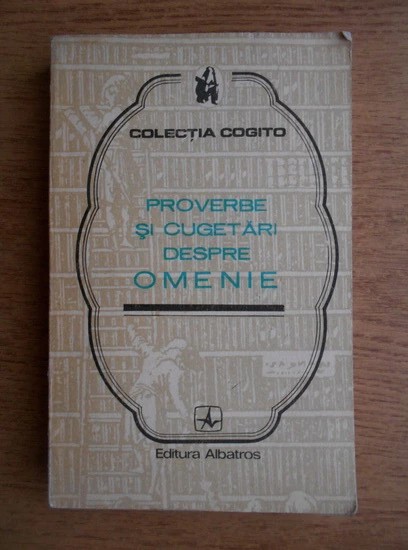 COLECȚIA COGITO
PROVERBE
ȘI CUGETĂRI
DESPRE
OMENIE
Editura Albatros